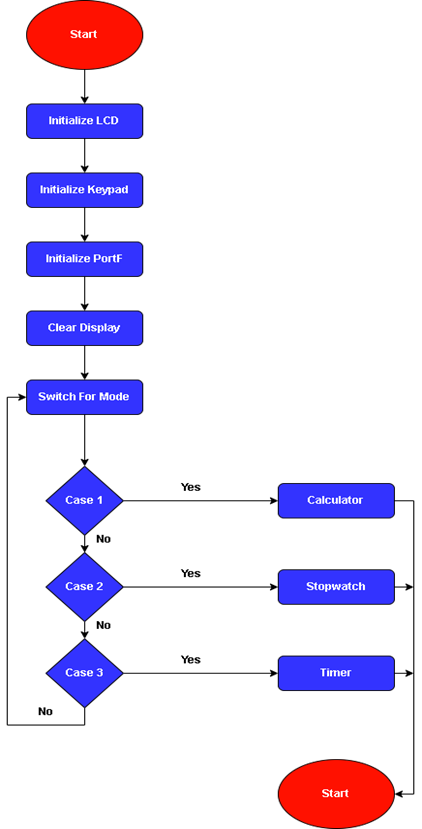 Start
Initialize LCD
Initialize Keypad
Initialize PortF
Clear Display
Switch For Mode
Case 1
Yes
Calculator
No
Case 2
Yes
Stopwatch
No
Case 3
Yes
Timer
No
Start